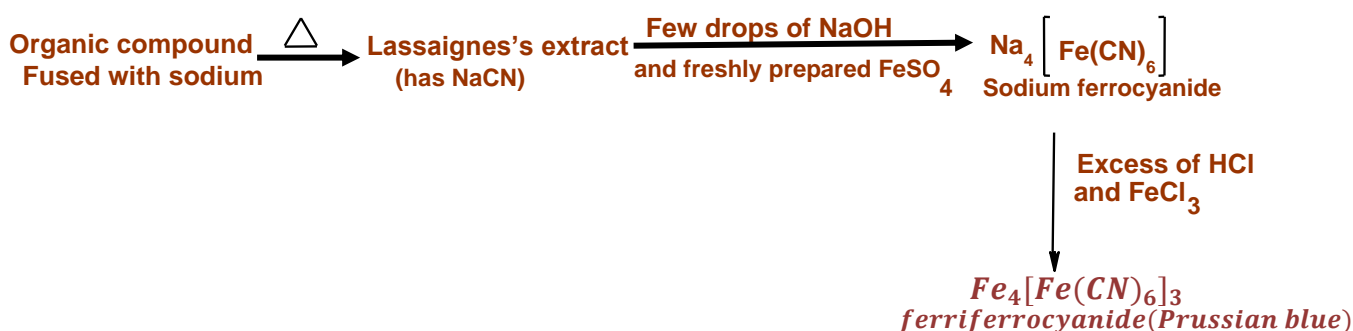 Organic compound
Fused with sodium
Lassaignes's extract
(has NaCN)
Few drops of NaOH
and freshly prepared FeSO4
Na4[Fe(CN)6]
Sodium ferrocyanide
Excess of HCl
and FeCl3
Fe4[Fe(CN)6]3
ferriferrocyanide(Prussian blue)